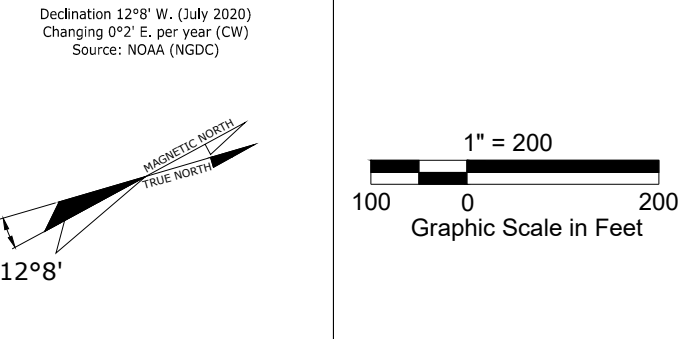 Declination 12°8' W. (July 2020)
Changing 0°2' E. per year (CW)
Source: NOAA (NGDC)
MAGNETIC NORTH
TRUE NORTH
12°8'
1" = 200
100 0 200
Graphic Scale in Feet